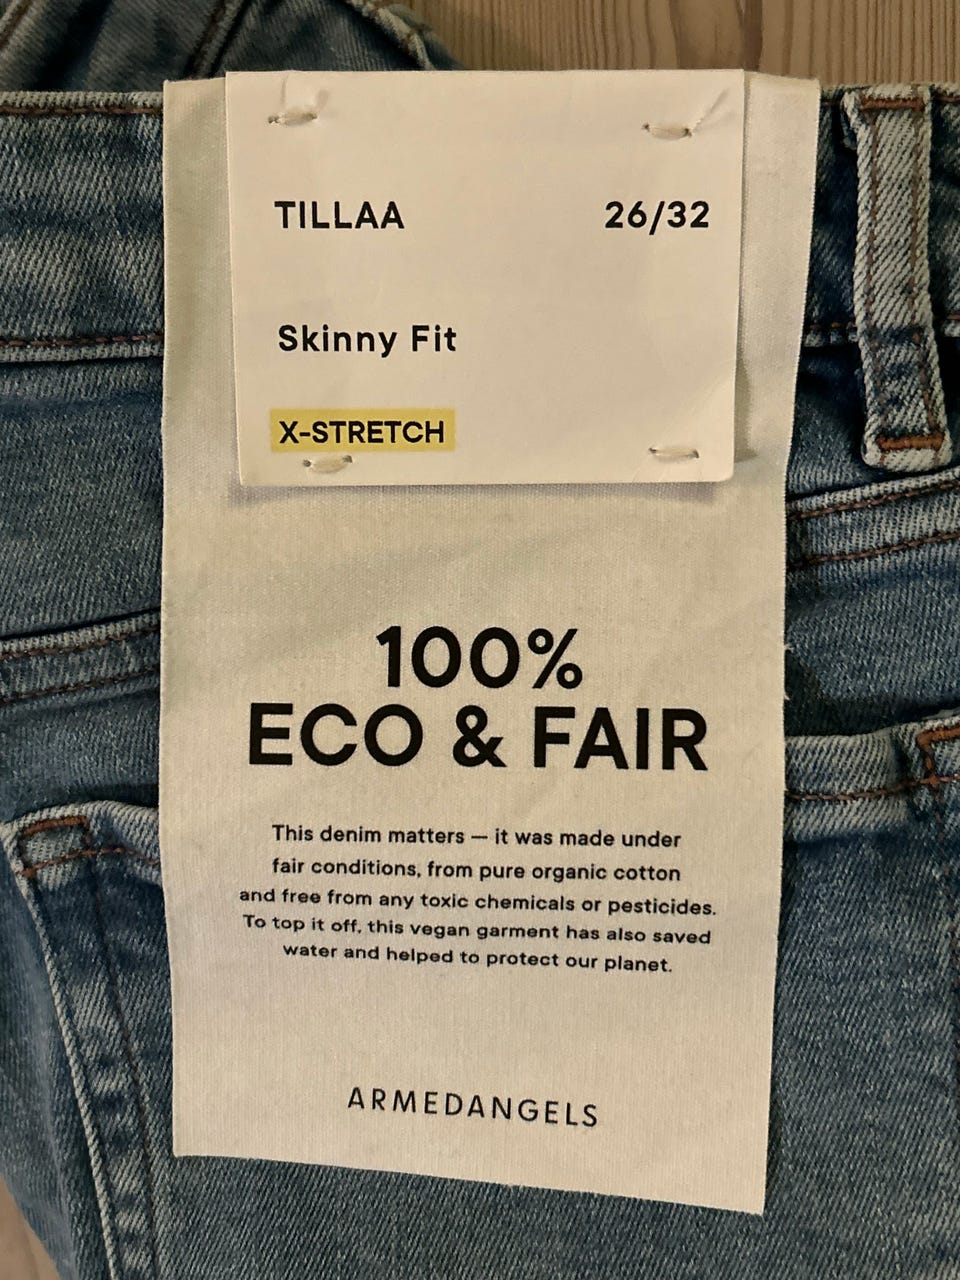 TILLAA 26/32
Skinny Fit
X-STRETCH
100%
ECO & FAIR
This denim matters — it was made under
fair conditions, from pure organic cotton
and free from any toxic chemicals or pesticides.
To top it off, this vegan garment has also saved
water and helped to protect our planet.
ARMEDANGELS